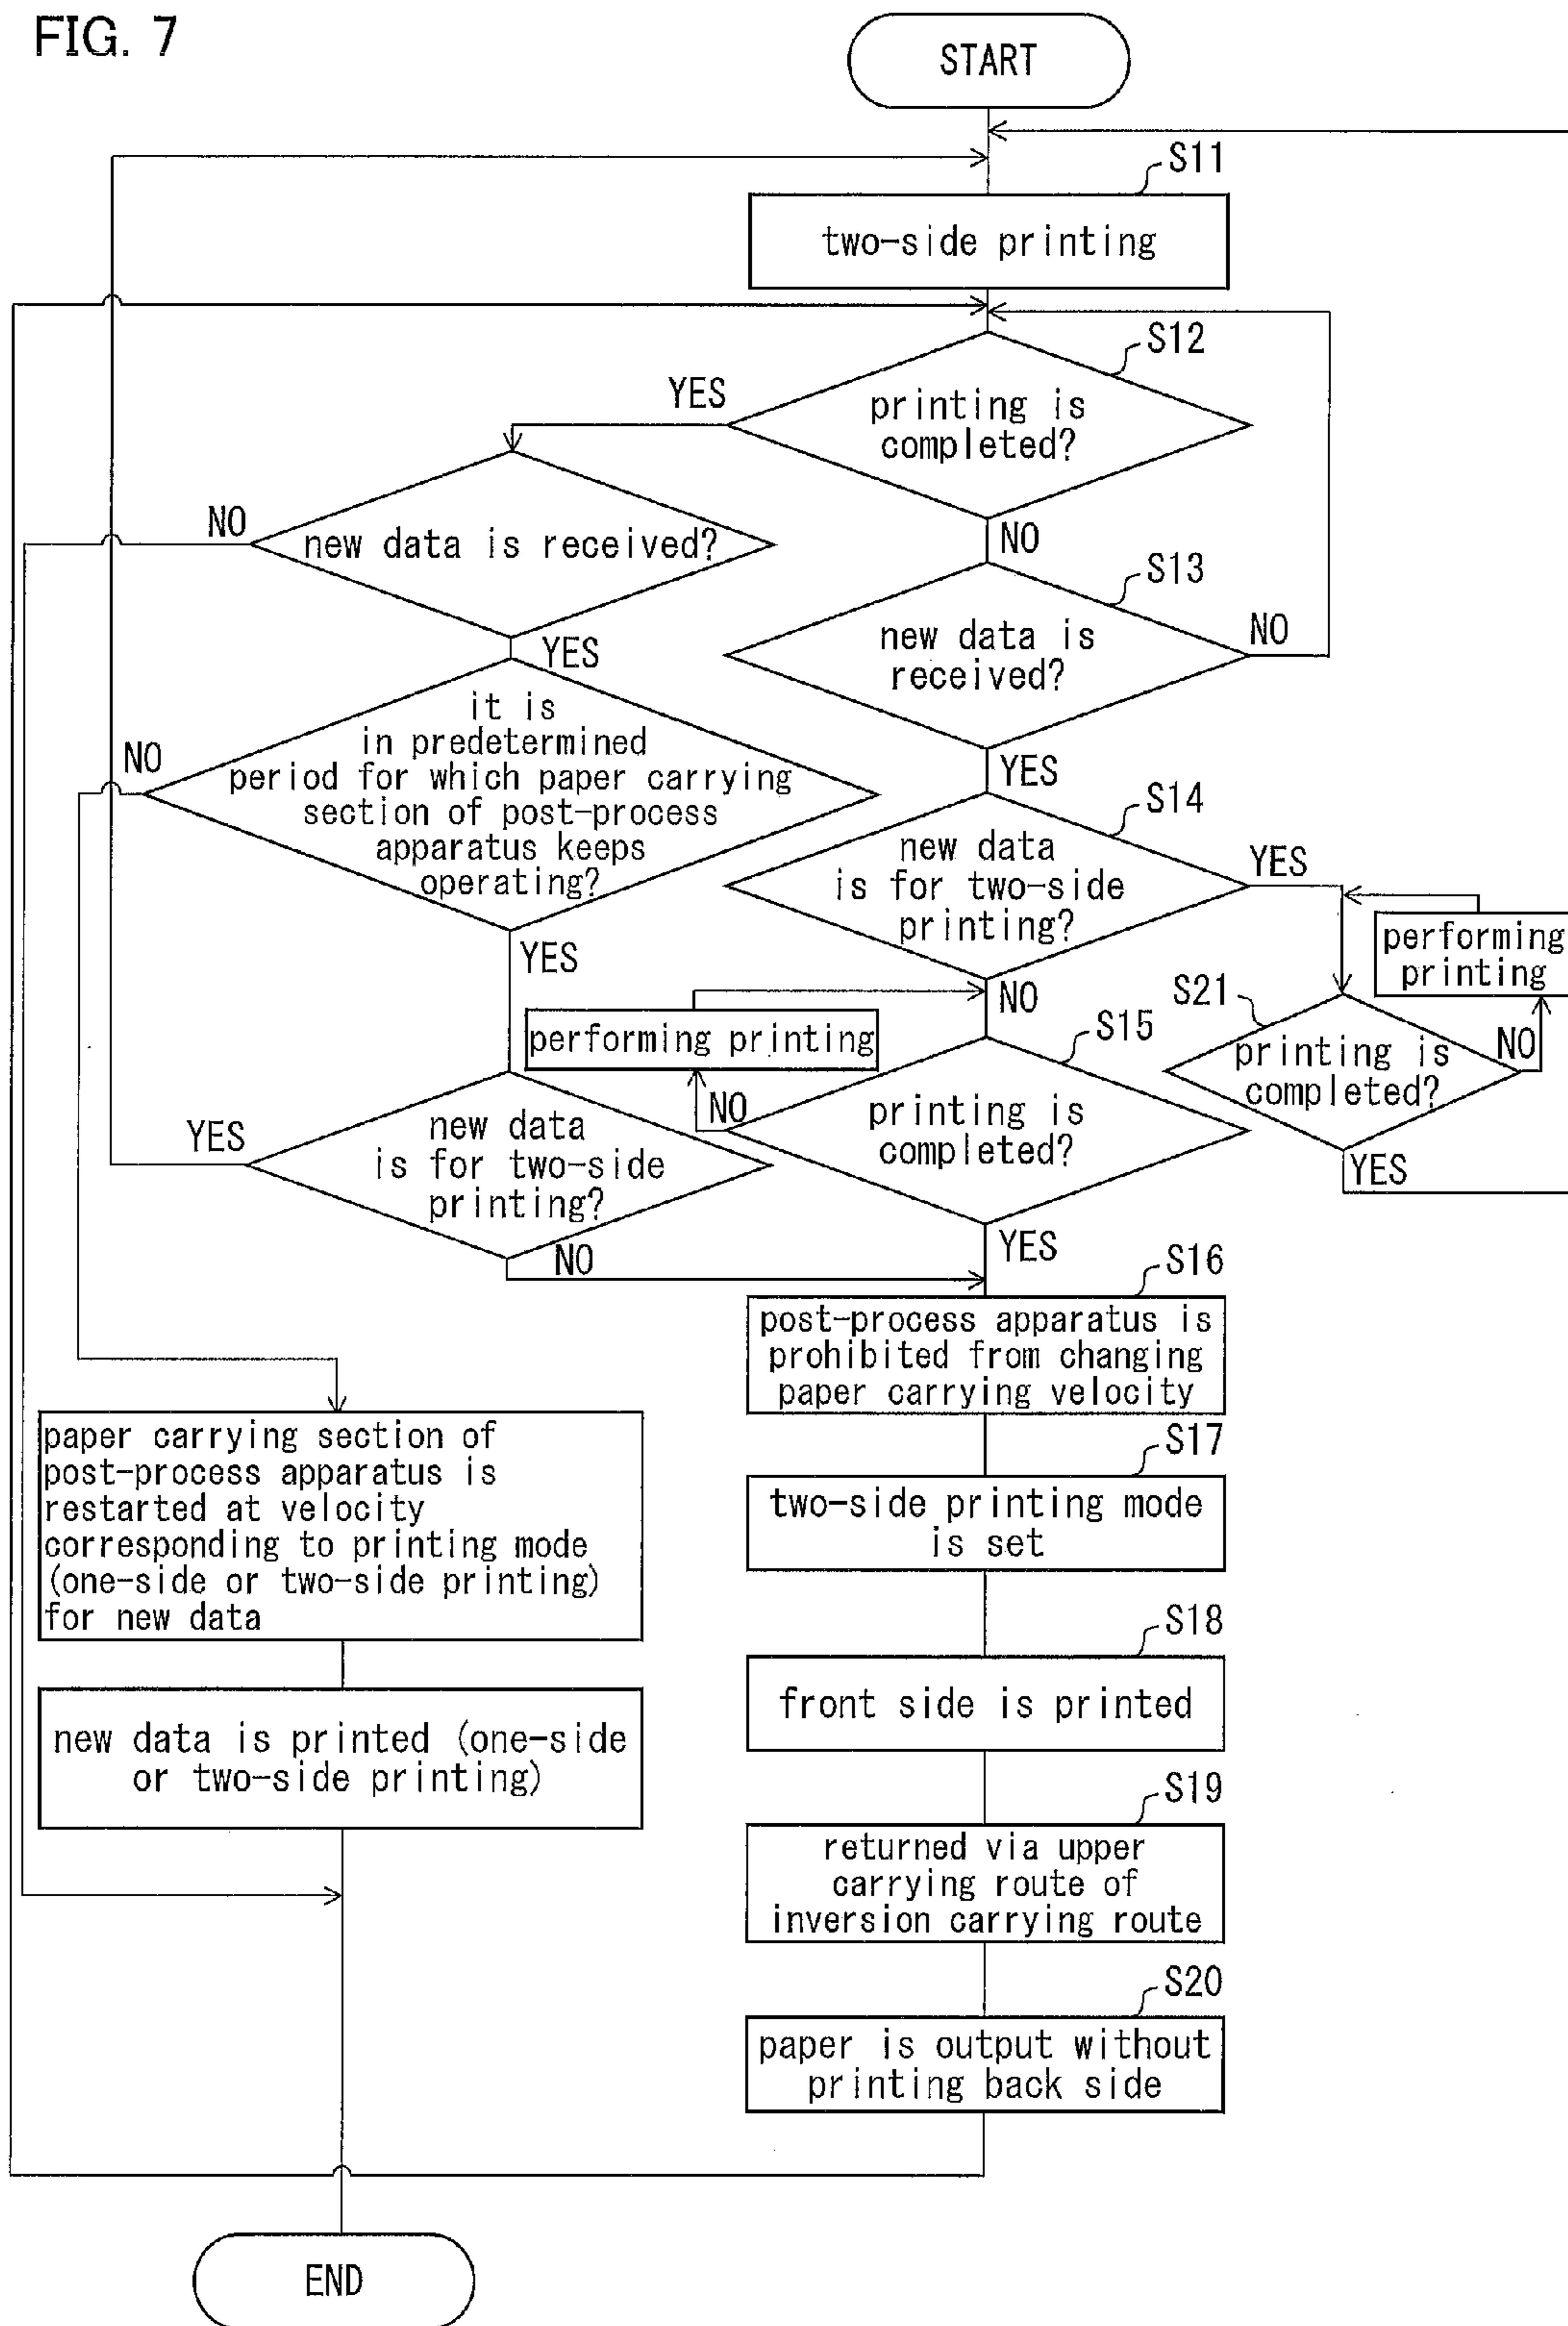 FIG. 7
START
S11
two-side printing
S12
printing is
completed?
YES
NO
new data is received?
NO
YES
S13
new data is
received?
NO
YES
it is
in predetermined
period for which paper carrying
section of post-process
apparatus keeps
operating?
NO
YES
S14
new data
is for two-side
printing?
YES
NO
performing
printing
S21
printing is
completed?
NO
YES
performing printing
S15
printing is
completed?
NO
YES
new data
is for two-side
printing?
YES
NO
S16
post-process apparatus is
prohibited from changing
paper carrying velocity
S17
two-side printing mode
is set
S18
front side is printed
S19
returned via upper
carrying route of
inversion carrying route
S20
paper is output without
printing back side
paper carrying section of
post-process apparatus is
restarted at velocity
corresponding to printing mode
(one-side or two-side printing)
for new data
new data is printed (one-side
or two-side printing)
END